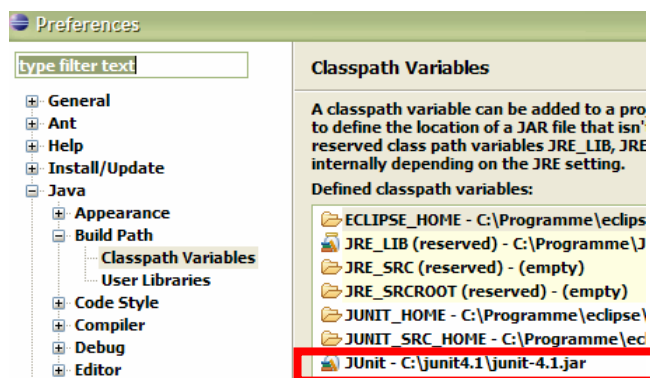 Preferences
type filter text
General
Ant
Help
Install/Update
Java
Appearance
Build Path
Classpath Variables
User Libraries
Code Style
Compiler
Debug
Editor
Classpath Variables
A classpath variable can be added to a pro
to define the location of a JAR file that isn'
reserved class path variables JRE_LIB, JRE
internally depending on the JRE setting.
Defined classpath variables:
ECLIPSE_HOME - C:\Programme\eclips
JRE_LIB (reserved) - C:\Programme\J
JRE_SRC (reserved) - (empty)
JRE_SRCROOT (reserved) - (empty)
JUNIT_HOME - C:\Programme\eclipse\
JUNIT_SRC_HOME - C:\Programme\ecl
JUnit - C:\junit4.1\junit-4.1.jar